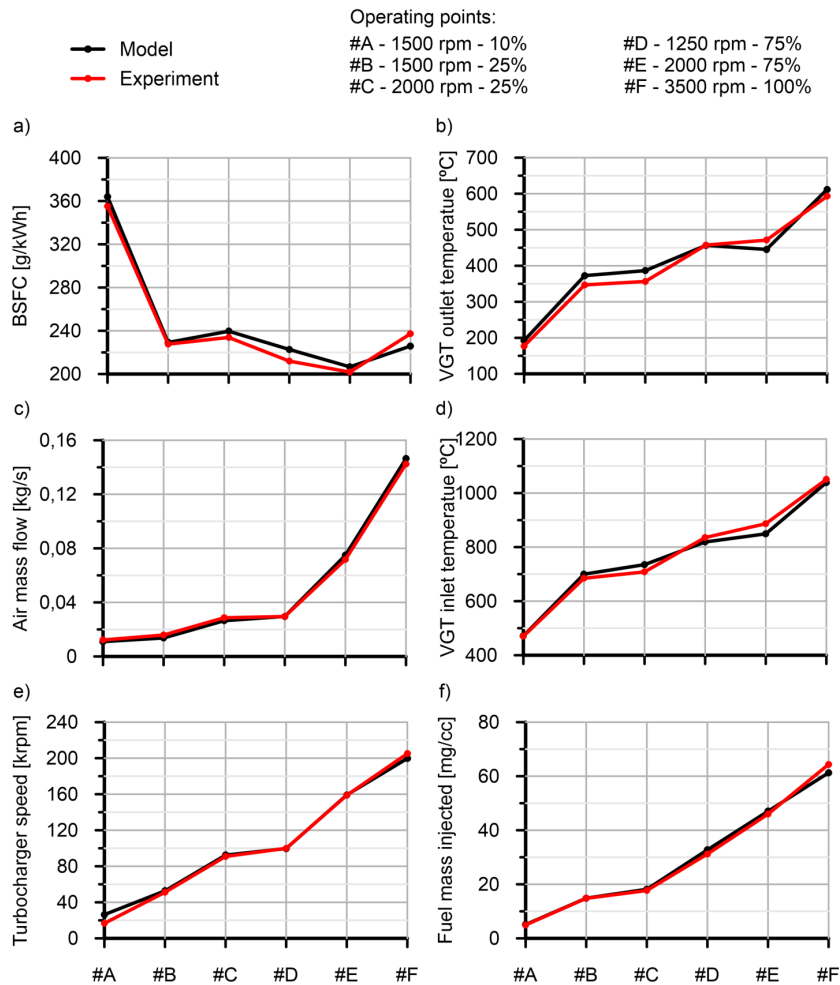 Operating points:
Model
Experiment
#A - 1500 rpm - 10%
#B - 1500 rpm - 25%
#C - 2000 rpm - 25%
#D - 1250 rpm - 75%
#E - 2000 rpm - 75%
#F - 3500 rpm - 100%
a)
400
360
320
280
240
200
BSFC [g/kWh]
b)
700
600
500
400
300
200
100
VGT outlet temperatue [ºC]
c)
0,16
0,12
0.08
0.04
0
Air mass flow [kg/s]
d)
1200
1000
800
600
400
VGT inlet temperatue [ºC]
e)
240
200
160
120
80
40
0
Turbocharger speed [krpm]
#A #B #C #D #E #F
f)
80
60
40
20
0
Fuel mass injected [mg/cc]
#A #B #C #D #E #F